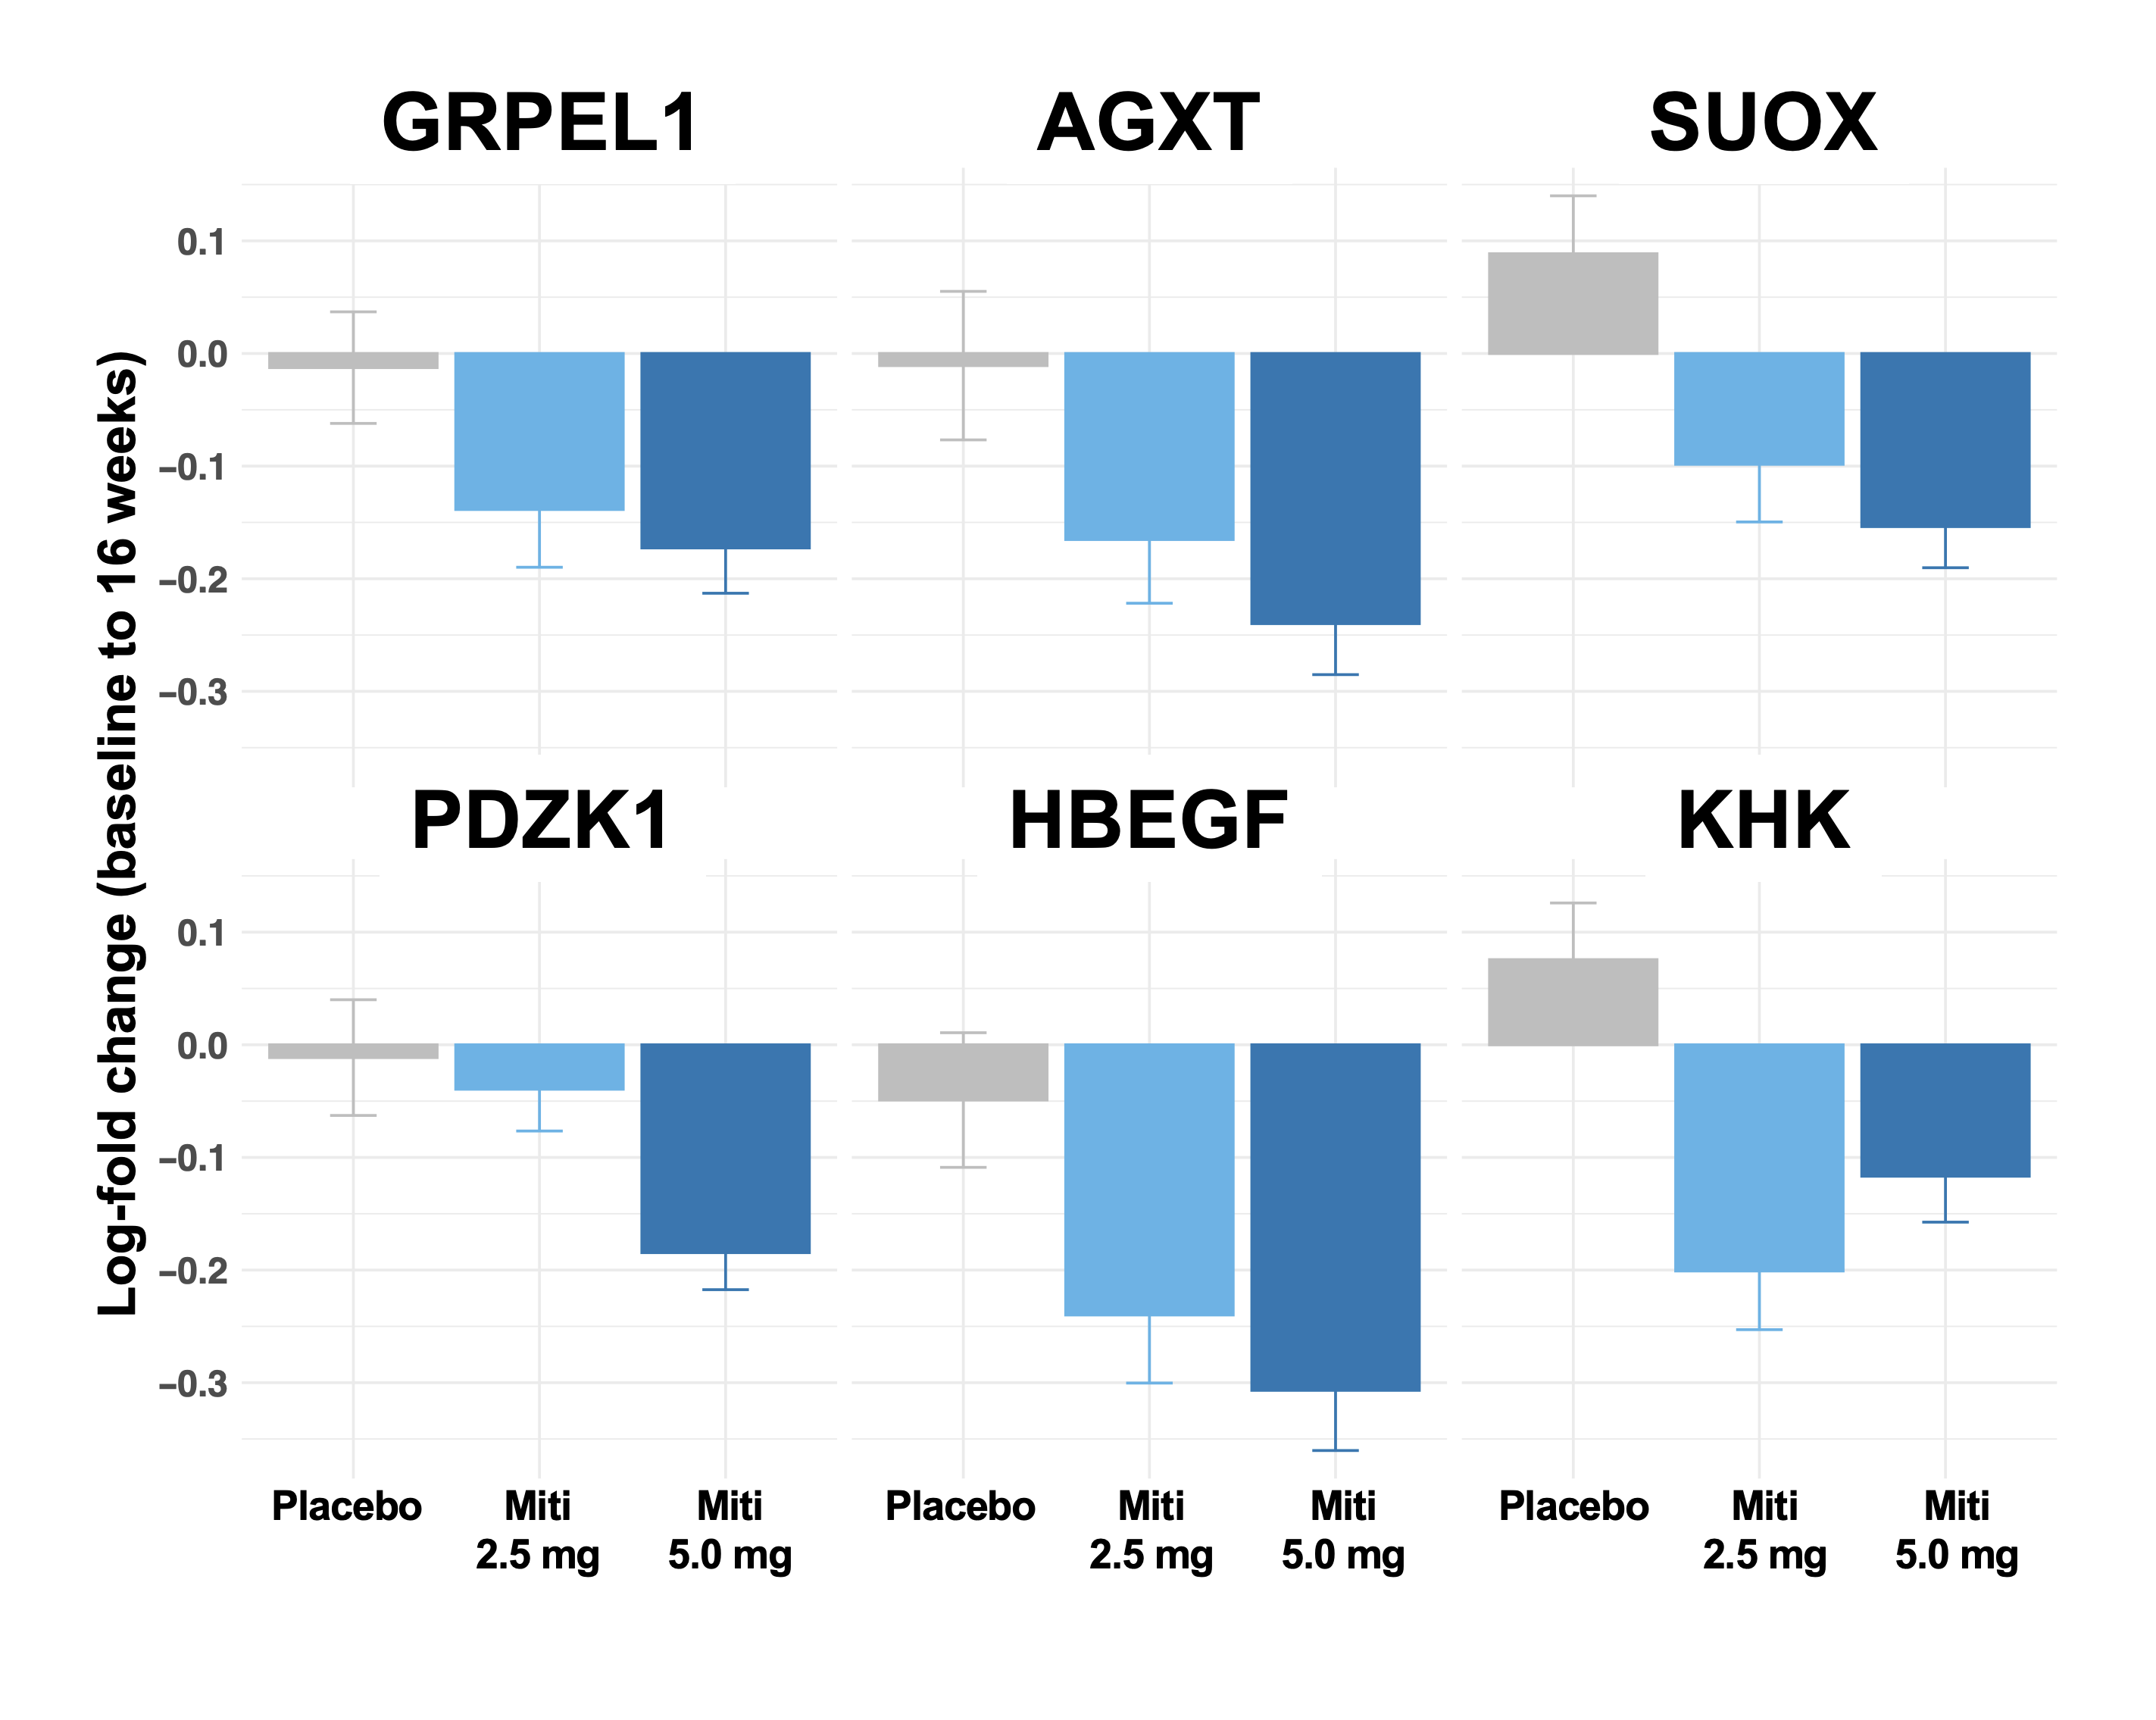 GRPEL1 AGXT SUOX
0.1
0.0
−0.1
−0.2
−0.3
Log-fold change (baseline to 16 weeks)
PDZK1 HBEGF KHK
0.1
0.0
−0.1
−0.2
−0.3
Placebo Miti Miti Placebo Miti Miti Placebo Miti Miti
2.5 mg 5.0 mg 2.5 mg 5.0 mg 2.5 mg 5.0 mg